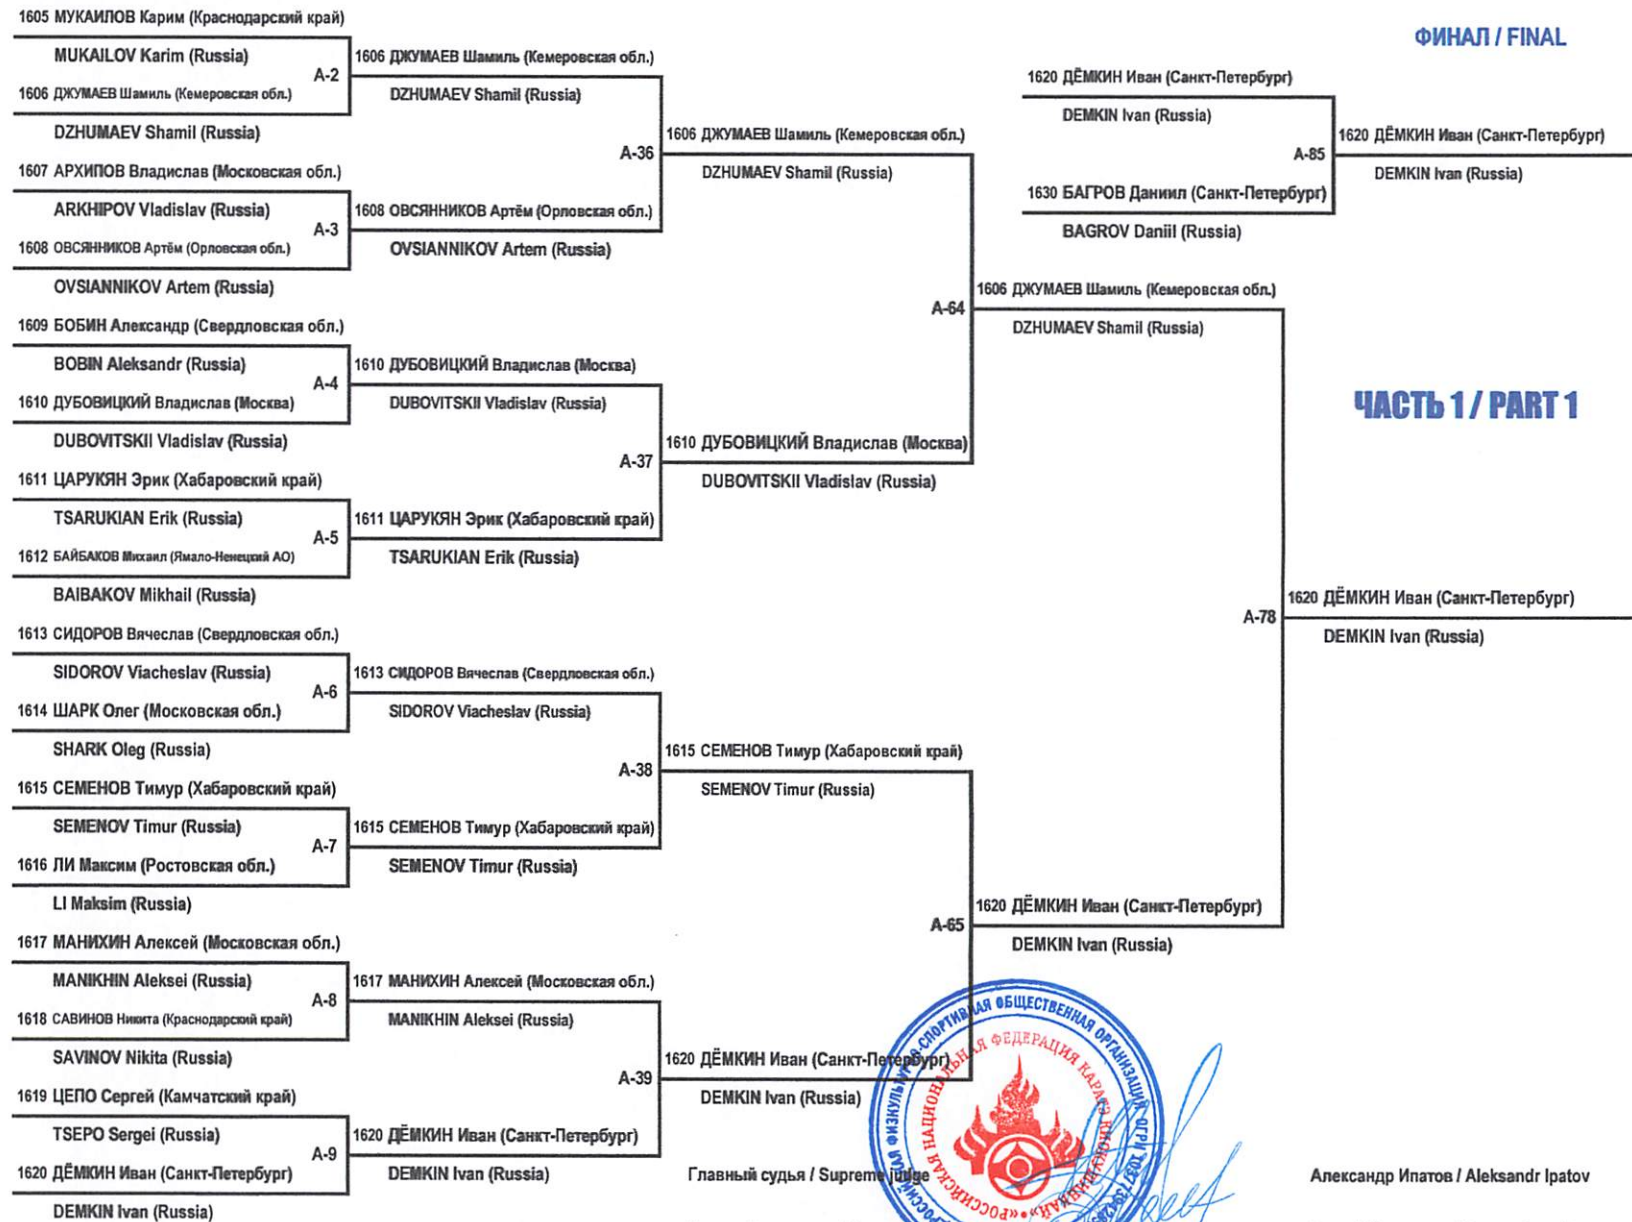 1605 МУКАИЛОВ Карим (Краснодарский край)
MUKAILOV Karim (Russia)
A-2
1606 ДЖУМАЕВ Шамиль (Кемеровская обл.)
DZHUMAEV Shamil (Russia)
1607 АРХИПОВ Владислав (Московская обл.)
ARKHIPOV Vladislav (Russia)
A-3
1608 ОВСЯННИКОВ Артём (Орловская обл.)
OVSIANNIKOV Artem (Russia)
1609 БОБИН Александр (Свердловская обл.)
BOBIN Aleksandr (Russia)
A-4
1610 ДУБОВИЦКИЙ Владислав (Москва)
DUBOVITSKII Vladislav (Russia)
1611 ЦАРУКЯН Эрик (Хабаровский край)
TSARUKIAN Erik (Russia)
A-5
1612 БАЙБАКОВ Михаил (Ямало-Ненецкий АО)
BAIBAKOV Mikhail (Russia)
1613 СИДОРОВ Вячеслав (Свердловская обл.)
SIDOROV Viacheslav (Russia)
A-6
1614 ШАРК Олег (Московская обл.)
SHARK Oleg (Russia)
1615 СЕМЕНОВ Тимур (Хабаровский край)
SEMENOV Timur (Russia)
A-7
1616 ЛИ Максим (Ростовская обл.)
LI Maksim (Russia)
1617 МАНИХИН Алексей (Московская обл.)
MANIKHIN Aleksei (Russia)
A-8
1618 САВИНОВ Никита (Краснодарский край)
SAVINOV Nikita (Russia)
1619 ЦЕПО Сергей (Камчатский край)
TSEPO Sergei (Russia)
A-9
1620 ДЁМКИН Иван (Санкт-Петербург)
DEMKIN Ivan (Russia)
1606 ДЖУМАЕВ Шамиль (Кемеровская обл.)
DZHUMAEV Shamil (Russia)
A-36
1608 ОВСЯННИКОВ Артём (Орловская обл.)
OVSIANNIKOV Artem (Russia)
1610 ДУБОВИЦКИЙ Владислав (Москва)
DUBOVITSKII Vladislav (Russia)
A-37
1611 ЦАРУКЯН Эрик (Хабаровский край)
TSARUKIAN Erik (Russia)
1613 СИДОРОВ Вячеслав (Свердловская обл.)
SIDOROV Viacheslav (Russia)
A-38
1615 СЕМЕНОВ Тимур (Хабаровский край)
SEMENOV Timur (Russia)
1617 МАНИХИН Алексей (Московская обл.)
MANIKHIN Aleksei (Russia)
A-39
1620 ДЁМКИН Иван (Санкт-Петербург)
DEMKIN Ivan (Russia)
1606 ДЖУМАЕВ Шамиль (Кемеровская обл.)
DZHUMAEV Shamil (Russia)
A-64
1610 ДУБОВИЦКИЙ Владислав (Москва)
DUBOVITSKII Vladislav (Russia)
1615 СЕМЕНОВ Тимур (Хабаровский край)
SEMENOV Timur (Russia)
A-65
1620 ДЁМКИН Иван (Санкт-Петербург)
DEMKIN Ivan (Russia)
1606 ДЖУМАЕВ Шамиль (Кемеровская обл.)
DZHUMAEV Shamil (Russia)
A-78
1620 ДЁМКИН Иван (Санкт-Петербург)
DEMKIN Ivan (Russia)
1620 ДЁМКИН Иван (Санкт-Петербург)
DEMKIN Ivan (Russia)
ФИНАЛ / FINAL
1620 ДЁМКИН Иван (Санкт-Петербург)
DEMKIN Ivan (Russia)
A-85
1630 БАГРОВ Даниил (Санкт-Петербург)
BAGROV Daniil (Russia)
1620 ДЁМКИН Иван (Санкт-Петербург)
DEMKIN Ivan (Russia)
ЧАСТЬ 1 / PART 1
ФИЗКУЛЬТУРНО-СПОРТИВНАЯ ОБЩЕСТВЕННАЯ ОРГАНИЗАЦИЯ
РОССИЙСКАЯ НАЦИОНАЛЬНАЯ ФЕДЕРАЦИЯ КАРАТЭ
Главный судья / Supreme judge
Александр Ипатов / Aleksandr Ipatov